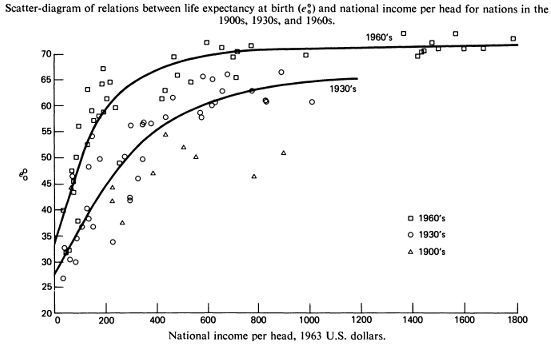 Scatter-diagram of relations between life expectancy at birth (e°₀) and national income per head for nations in the
1900s, 1930s, and 1960s.
70
65
60
55
50
45
40
35
30
25
20
e°₀
1960's
1930's
□ 1960's
○ 1930's
△ 1900's
0 200 400 600 800 1000 1200 1400 1600 1800
National income per head, 1963 U.S. dollars.